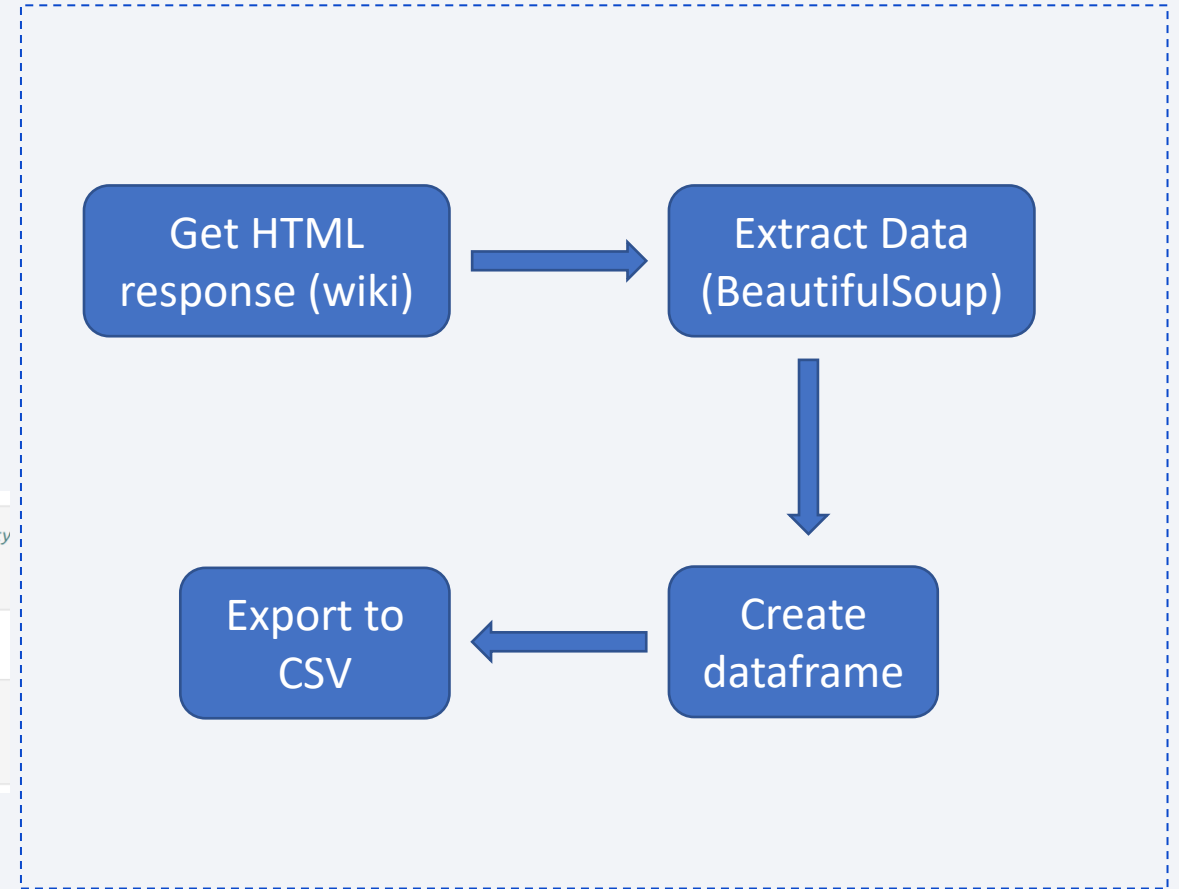 Get HTML
response (wiki)
Extract Data
(BeautifulSoup)
Create
dataframe
Export to
CSV